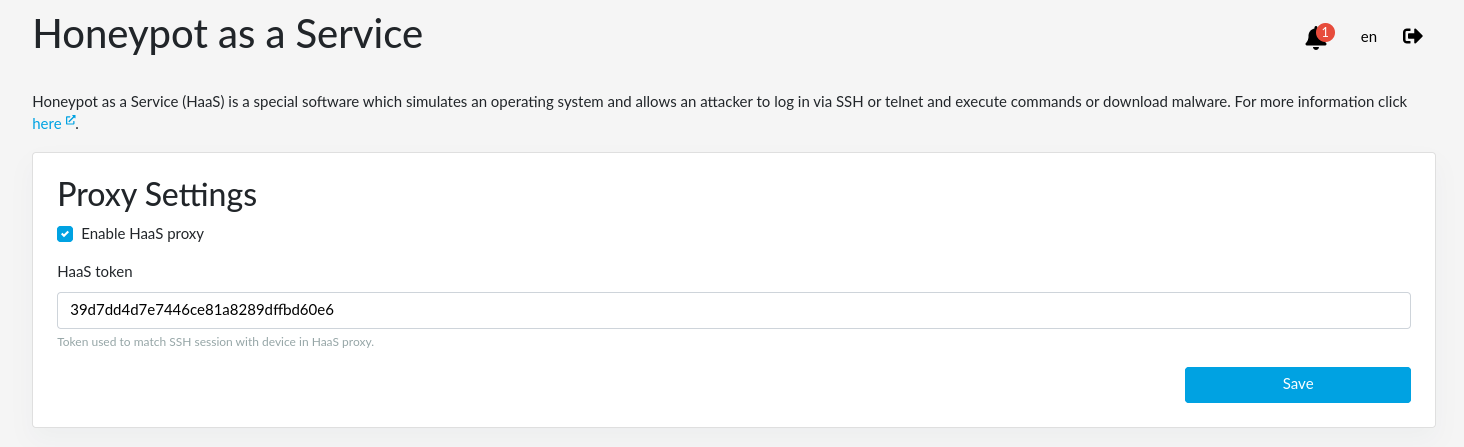 Honeypot as a Service
1
en
Honeypot as a Service (HaaS) is a special software which simulates an operating system and allows an attacker to log in via SSH or telnet and execute commands or download malware. For more information click
here.
Proxy Settings
Enable HaaS proxy
HaaS token
39d7dd4d7e7446ce81a8289dffbd60e6
Token used to match SSH session with device in HaaS proxy.
Save